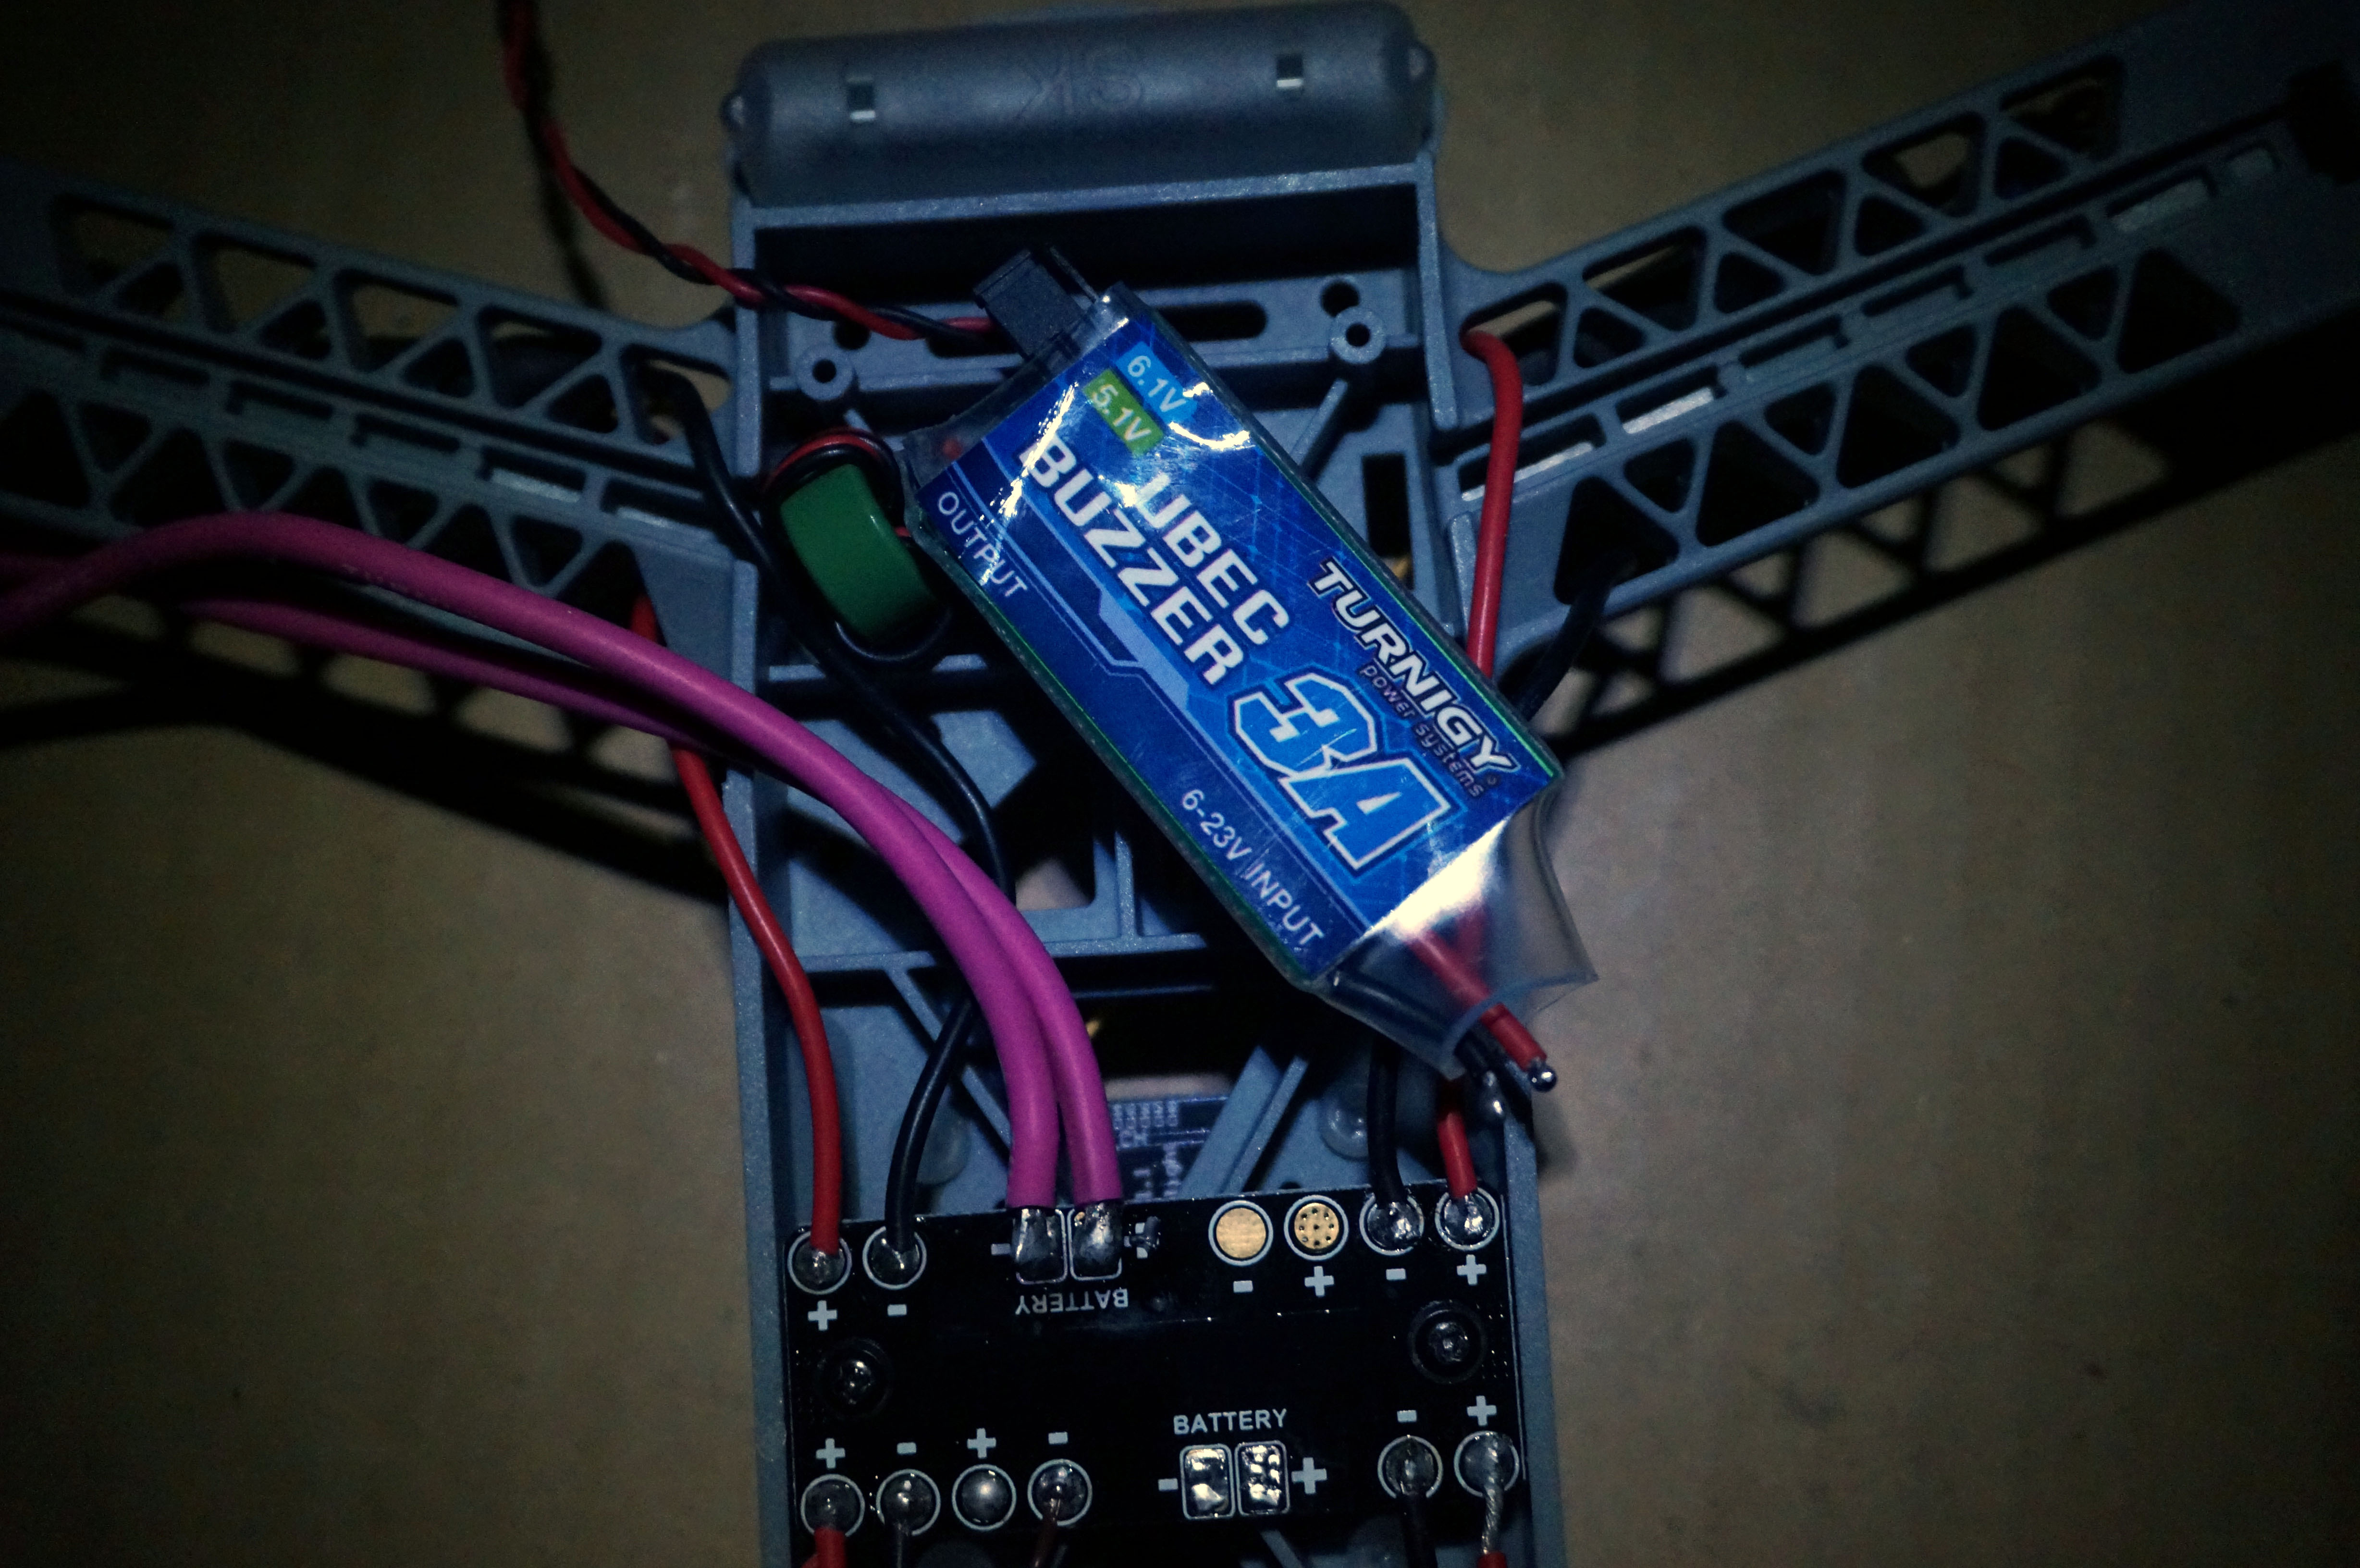 6.1V
5.1V
UBEC
BUZZER
3A
TURNIGY
power systems
OUTPUT
6-23V INPUT
- +
BATTERY
+ -
- + - +
BATTERY
+ - + -
- +
- +